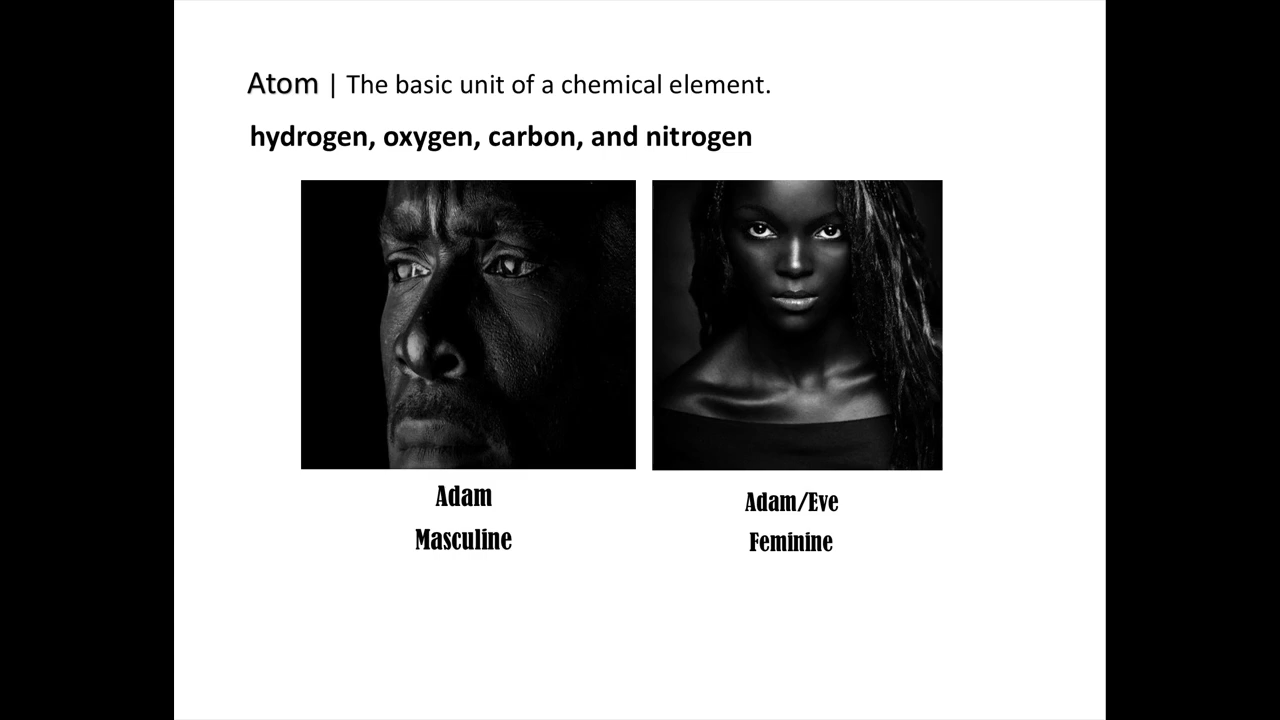 Atom | The basic unit of a chemical element.
hydrogen, oxygen, carbon, and nitrogen
Adam
Masculine
Adam/Eve
Feminine